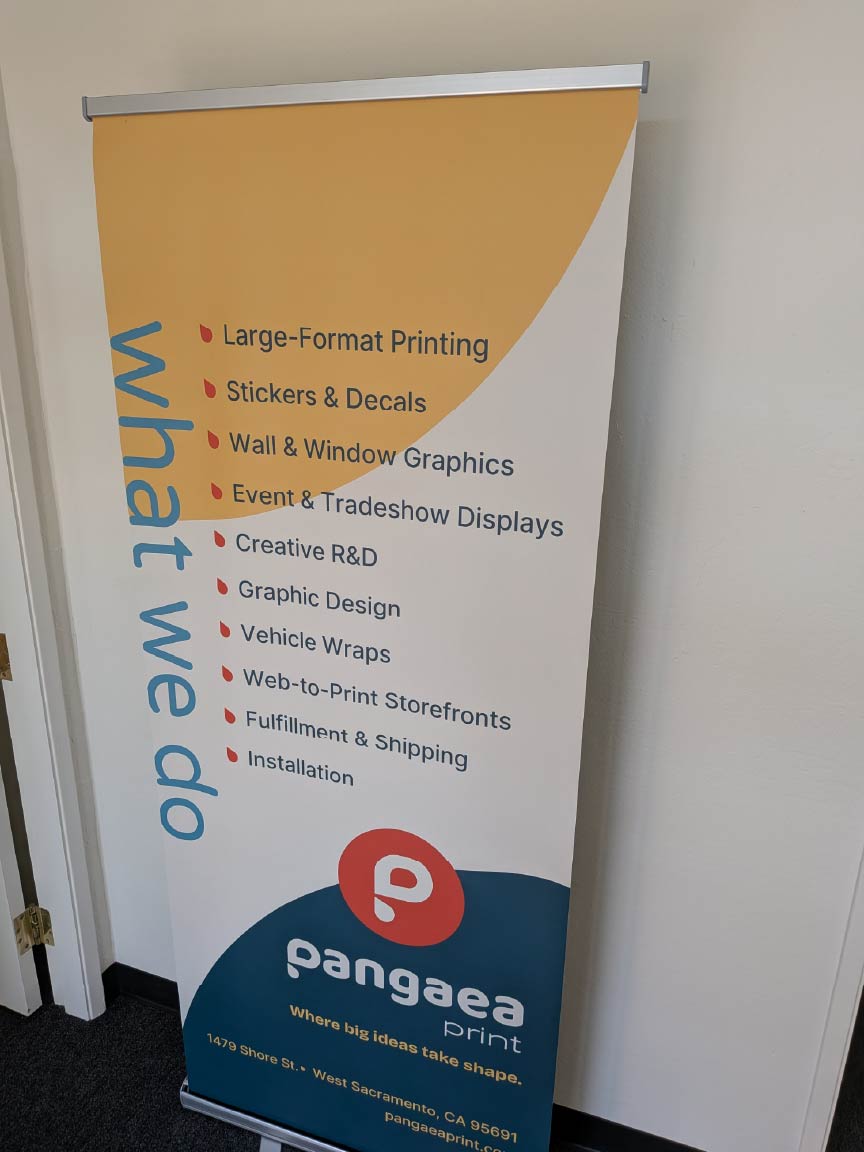 what we do
Large-Format Printing
Stickers & Decals
Wall & Window Graphics
Event & Tradeshow Displays
Creative R&D
Graphic Design
Vehicle Wraps
Web-to-Print Storefronts
Fulfillment & Shipping
Installation
p
pangaea
print
Where big ideas take shape.
1479 Shore St. • West Sacramento, CA 95691
pangaeaprint.co